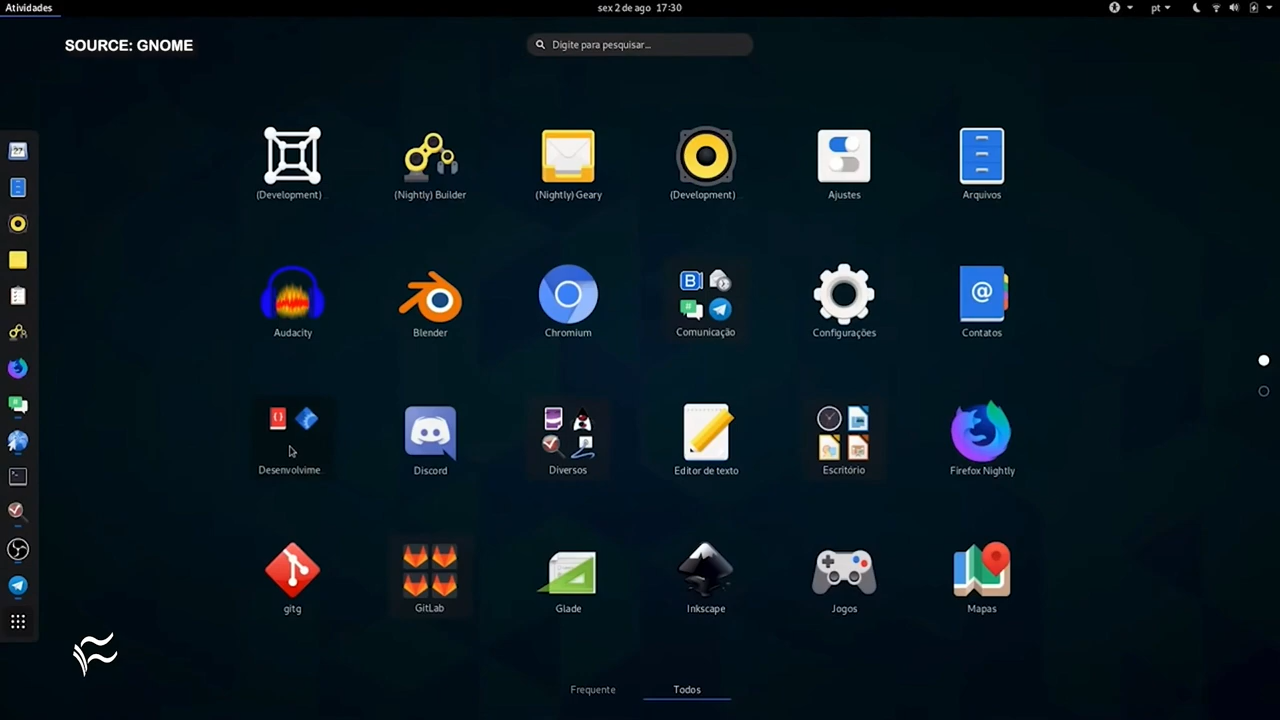 Atividades
sex 2 de ago 17:30
pt
SOURCE: GNOME
Digite para pesquisar...
(Development) ..
(Nightly) Builder
(Nightly) Geary
(Development) ..
Ajustes
Arquivos
Audacity
Blender
Chromium
Comunicação
Configurações
Contatos
Desenvolvime..
Discord
Diversos
Editor de texto
Escritório
Firefox Nightly
gitg
GitLab
Glade
Inkscape
Jogos
Mapas
Frequente
Todos